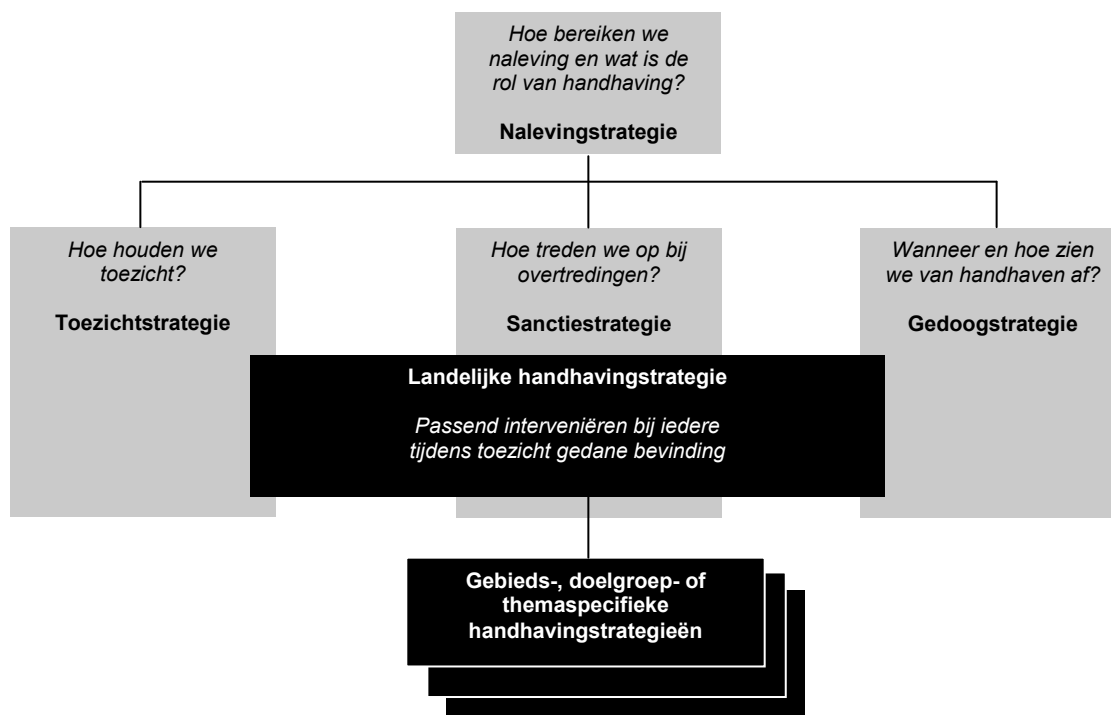 Hoe bereiken we
naleving en wat is de
rol van handhaving?
Nalevingstrategie
Hoe houden we
toezicht?
Toezichtstrategie
Hoe treden we op bij
overtredingen?
Sanctiestrategie
Wanneer en hoe zien
we van handhaven af?
Gedoogstrategie
Landelijke handhavingstrategie
Passend interveniëren bij iedere
tijdens toezicht gedane bevinding
Gebieds-, doelgroep- of
themaspecifieke
handhavingstrategieën